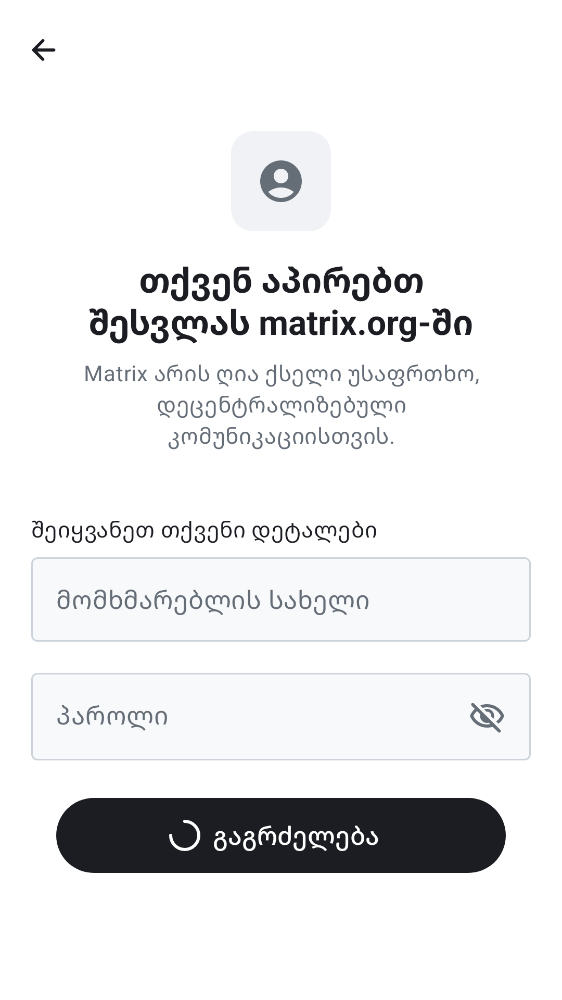 თქვენ აპირებთ
შესვლას matrix.org-ში
Matrix არის ღია ქსელი უსაფრთხო,
დეცენტრალიზებული
კომუნიკაციისთვის.
შეიყვანეთ თქვენი დეტალები
მომხმარებლის სახელი
პაროლი
გაგრძელება